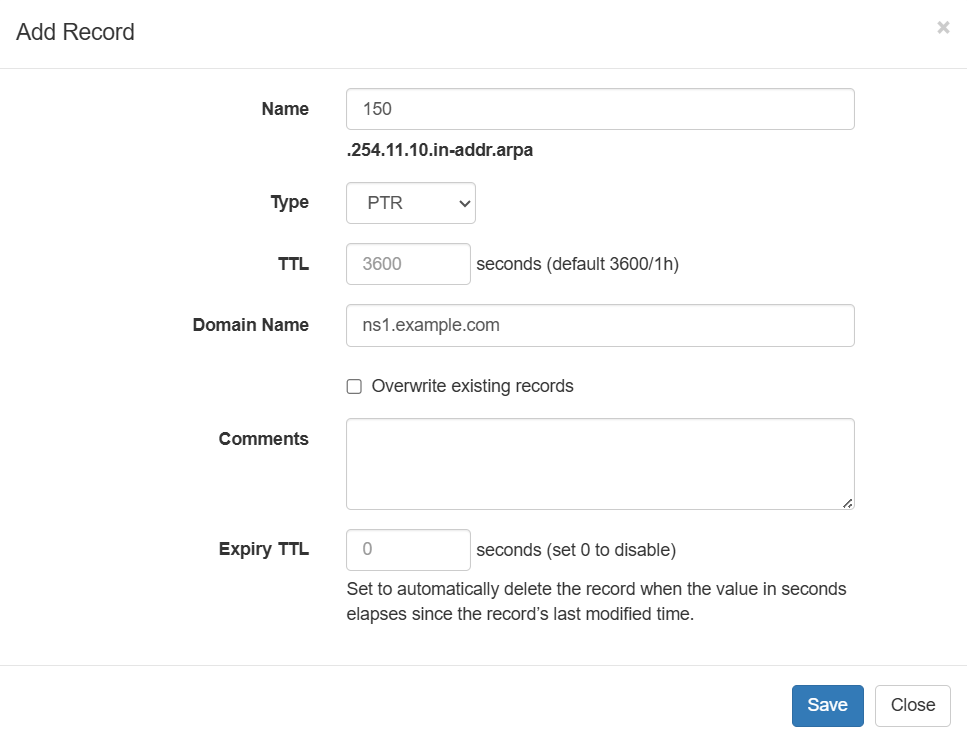 Add Record ×
Name 150
.254.11.10.in-addr.arpa
Type PTR
TTL 3600 seconds (default 3600/1h)
Domain Name ns1.example.com
Overwrite existing records
Comments
Expiry TTL 0 seconds (set 0 to disable)
Set to automatically delete the record when the value in seconds
elapses since the record’s last modified time.
Save Close